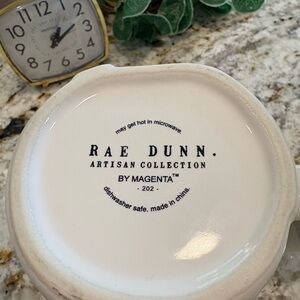 may get hot in microwave.
RAE DUNN.
ARTISAN COLLECTION
BY MAGENTA™
- 202 -
dishwasher safe. made in china.